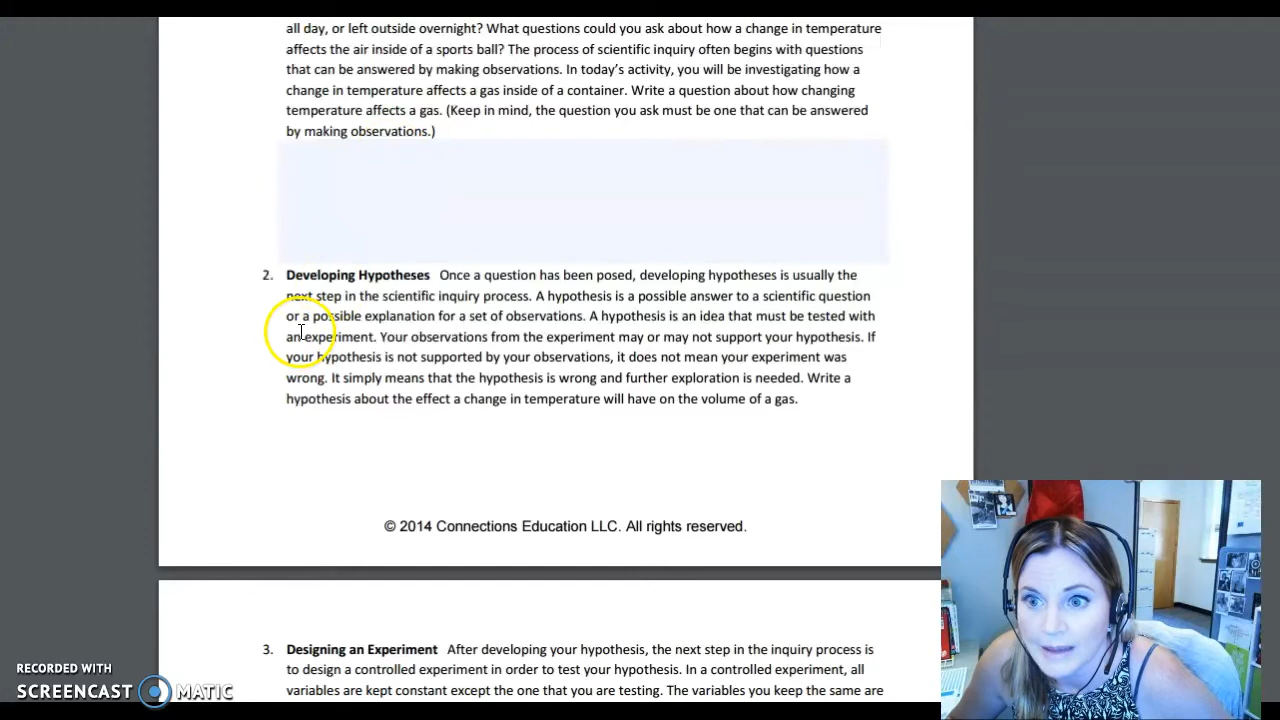 all day, or left outside overnight? What questions could you ask about how a change in temperature
affects the air inside of a sports ball? The process of scientific inquiry often begins with questions
that can be answered by making observations. In today's activity, you will be investigating how a
change in temperature affects a gas inside of a container. Write a question about how changing
temperature affects a gas. (Keep in mind, the question you ask must be one that can be answered
by making observations.)
2. Developing Hypotheses Once a question has been posed, developing hypotheses is usually the
next step in the scientific inquiry process. A hypothesis is a possible answer to a scientific question
or a possible explanation for a set of observations. A hypothesis is an idea that must be tested with
an experiment. Your observations from the experiment may or may not support your hypothesis. If
your hypothesis is not supported by your observations, it does not mean your experiment was
wrong. It simply means that the hypothesis is wrong and further exploration is needed. Write a
hypothesis about the effect a change in temperature will have on the volume of a gas.
© 2014 Connections Education LLC. All rights reserved.
3. Designing an Experiment After developing your hypothesis, the next step in the inquiry process is
to design a controlled experiment in order to test your hypothesis. In a controlled experiment, all
variables are kept constant except the one that you are testing. The variables you keep the same are
RECORDED WITH
SCREENCAST MATIC